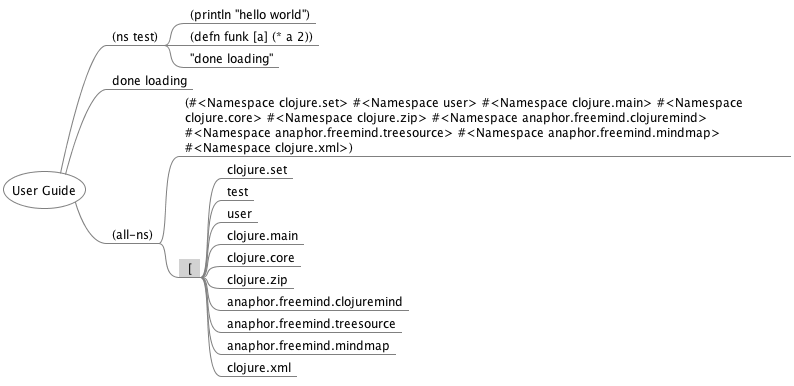 User Guide
(ns test)
(println "hello world")
(defn funk [a] (* a 2))
"done loading"
done loading
(all-ns)
(#<Namespace clojure.set> #<Namespace user> #<Namespace clojure.main> #<Namespace
clojure.core> #<Namespace clojure.zip> #<Namespace anaphor.freemind.clojuremind>
#<Namespace anaphor.freemind.treesource> #<Namespace anaphor.freemind.mindmap>
#<Namespace clojure.xml>)
[
clojure.set
test
user
clojure.main
clojure.core
clojure.zip
anaphor.freemind.clojuremind
anaphor.freemind.treesource
anaphor.freemind.mindmap
clojure.xml